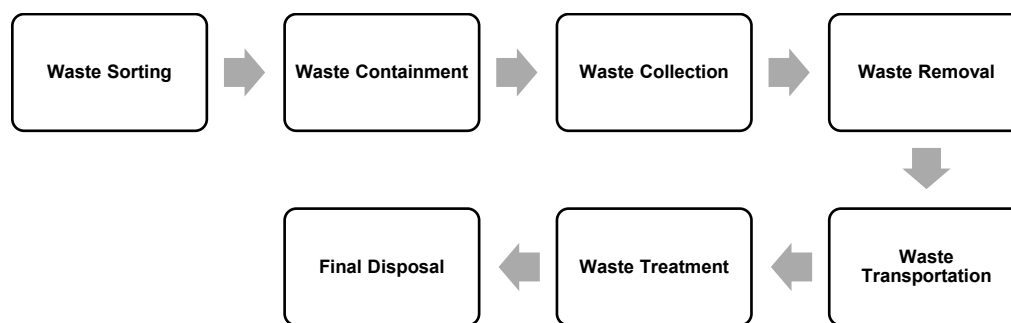 Waste Sorting
Waste Containment
Waste Collection
Waste Removal
Waste
Transportation
Waste Treatment
Final Disposal